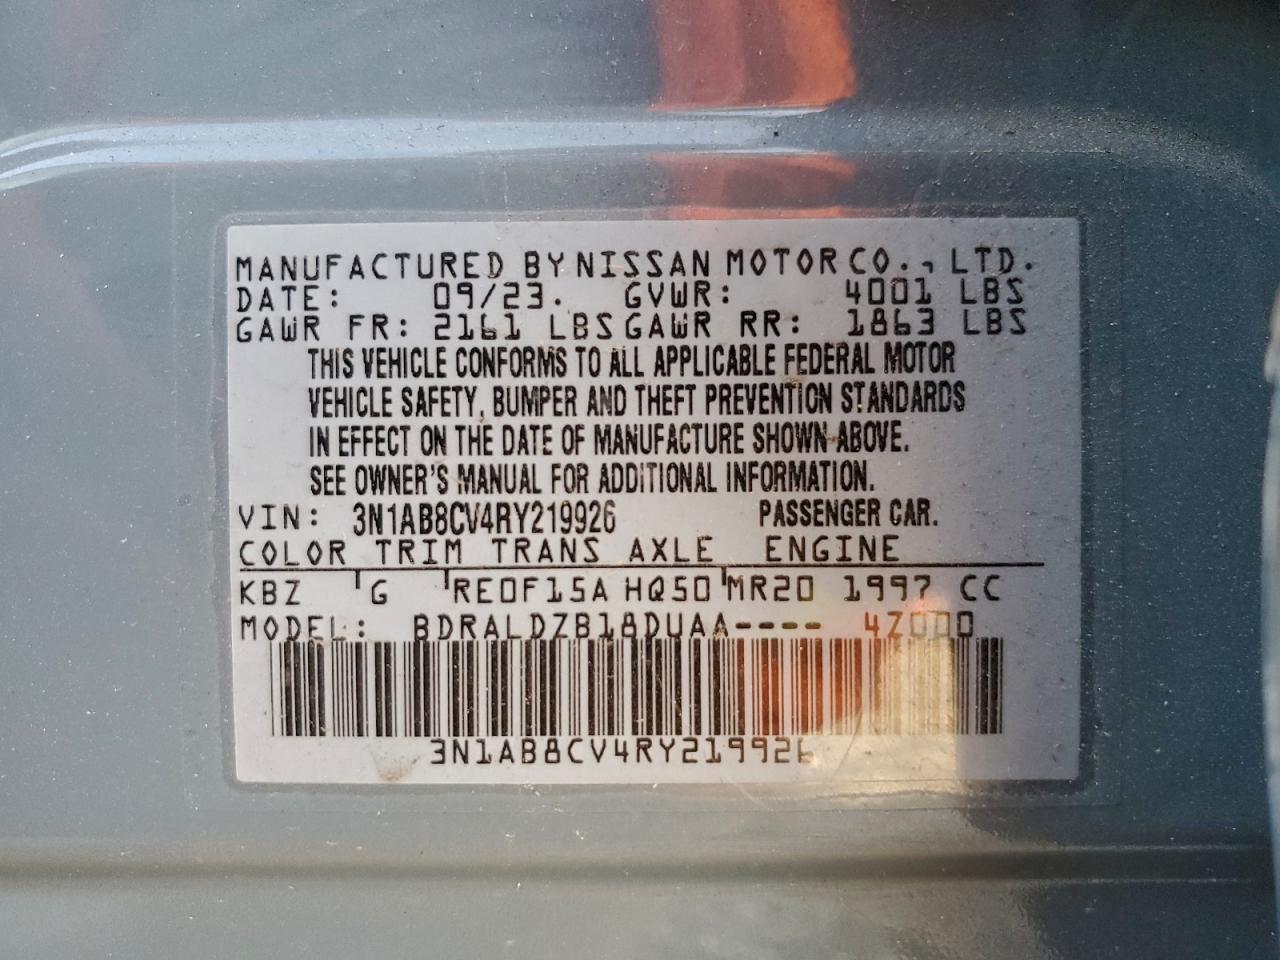 MANUFACTURED BY NISSAN MOTOR CO., LTD.
DATE: 09/23. GVWR: 4001 LBS
GAWR FR: 2161 LBS GAWR RR: 1863 LBS
THIS VEHICLE CONFORMS TO ALL APPLICABLE FEDERAL MOTOR
VEHICLE SAFETY, BUMPER AND THEFT PREVENTION STANDARDS
IN EFFECT ON THE DATE OF MANUFACTURE SHOWN ABOVE.
SEE OWNER'S MANUAL FOR ADDITIONAL INFORMATION.
VIN: 3N1AB8CV4RY219926 PASSENGER CAR.
COLOR TRIM TRANS AXLE ENGINE
KBZ G RE0F15A HQ50 MR20 1997 CC
MODEL: BDRALDZB18DUAA---- 4Z000
3N1AB8CV4RY219926